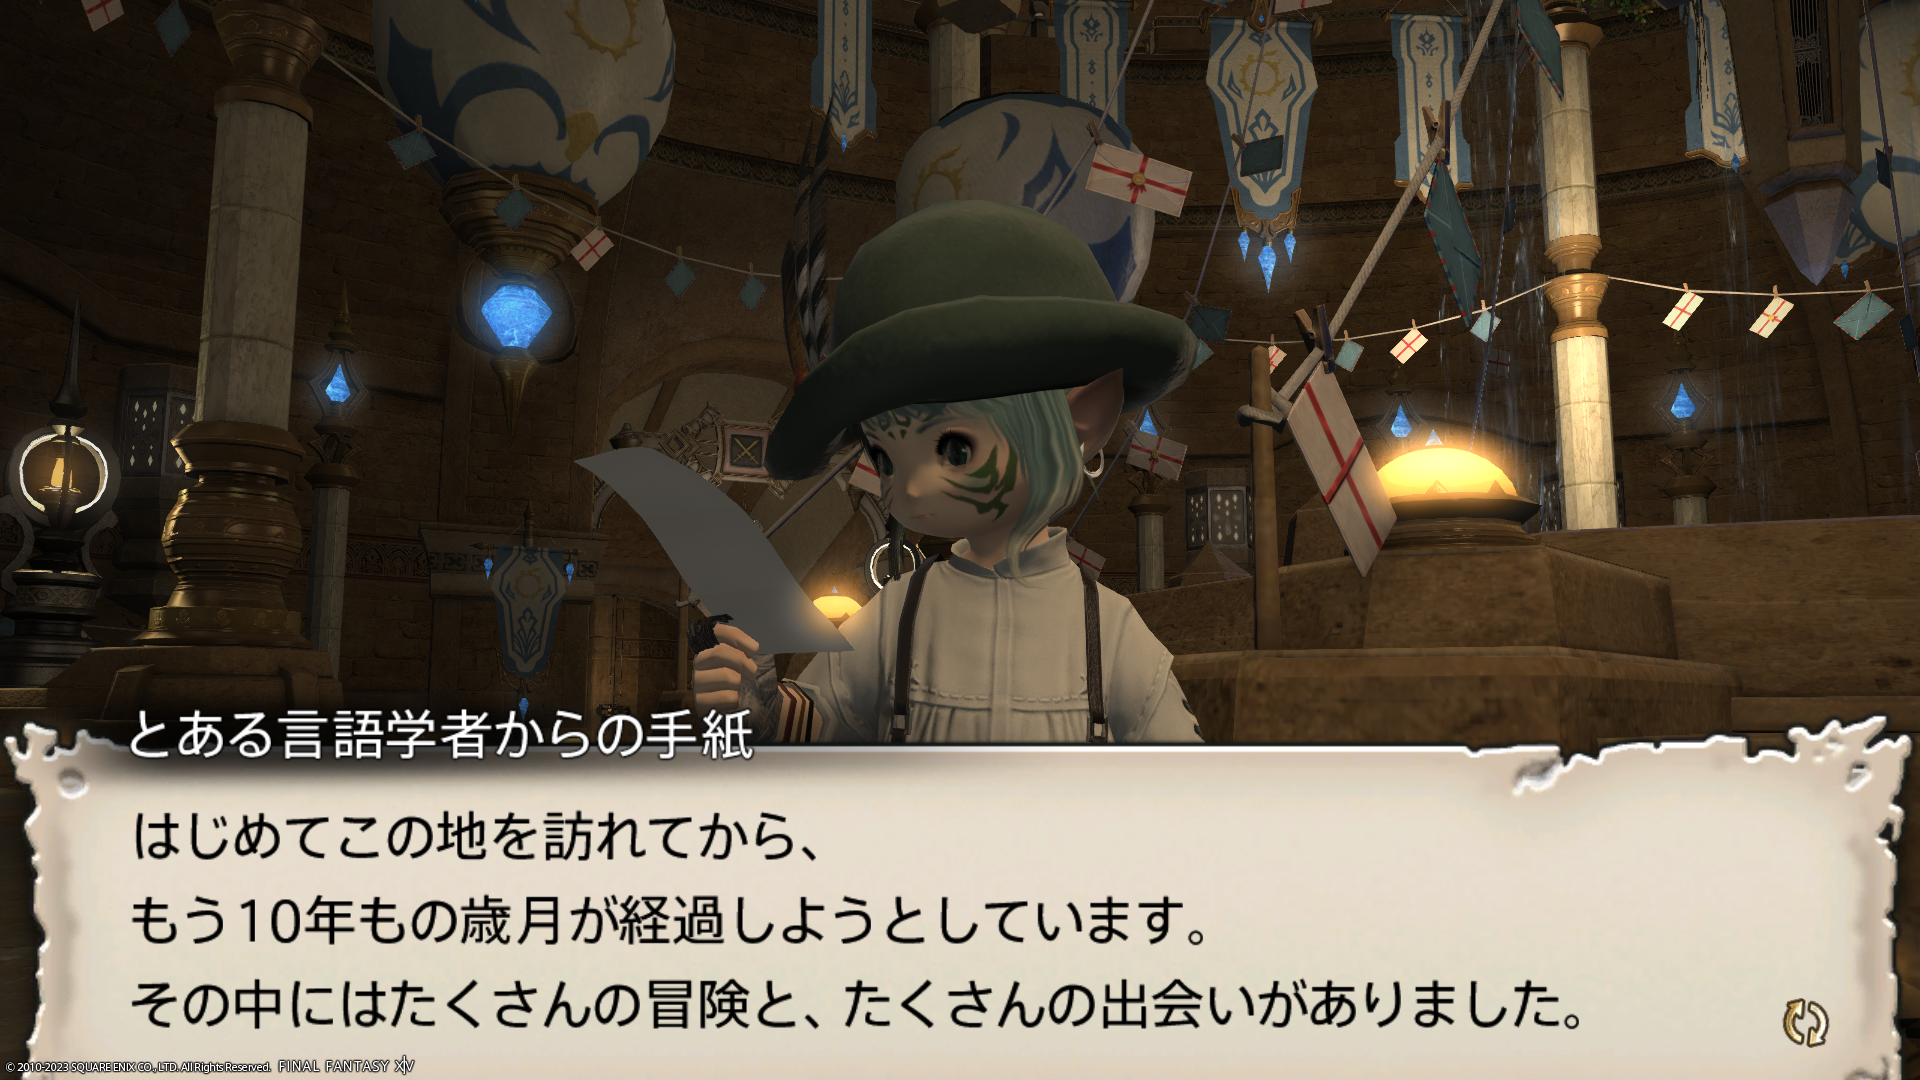 とある言語学者からの手紙
はじめてこの地を訪れてから、
もう10年もの歳月が経過しようとしています。
その中にはたくさんの冒険と、たくさんの出会いがありました。
© 2010-2023 SQUARE ENIX CO., LTD. All Rights Reserved. FINAL FANTASY XIV